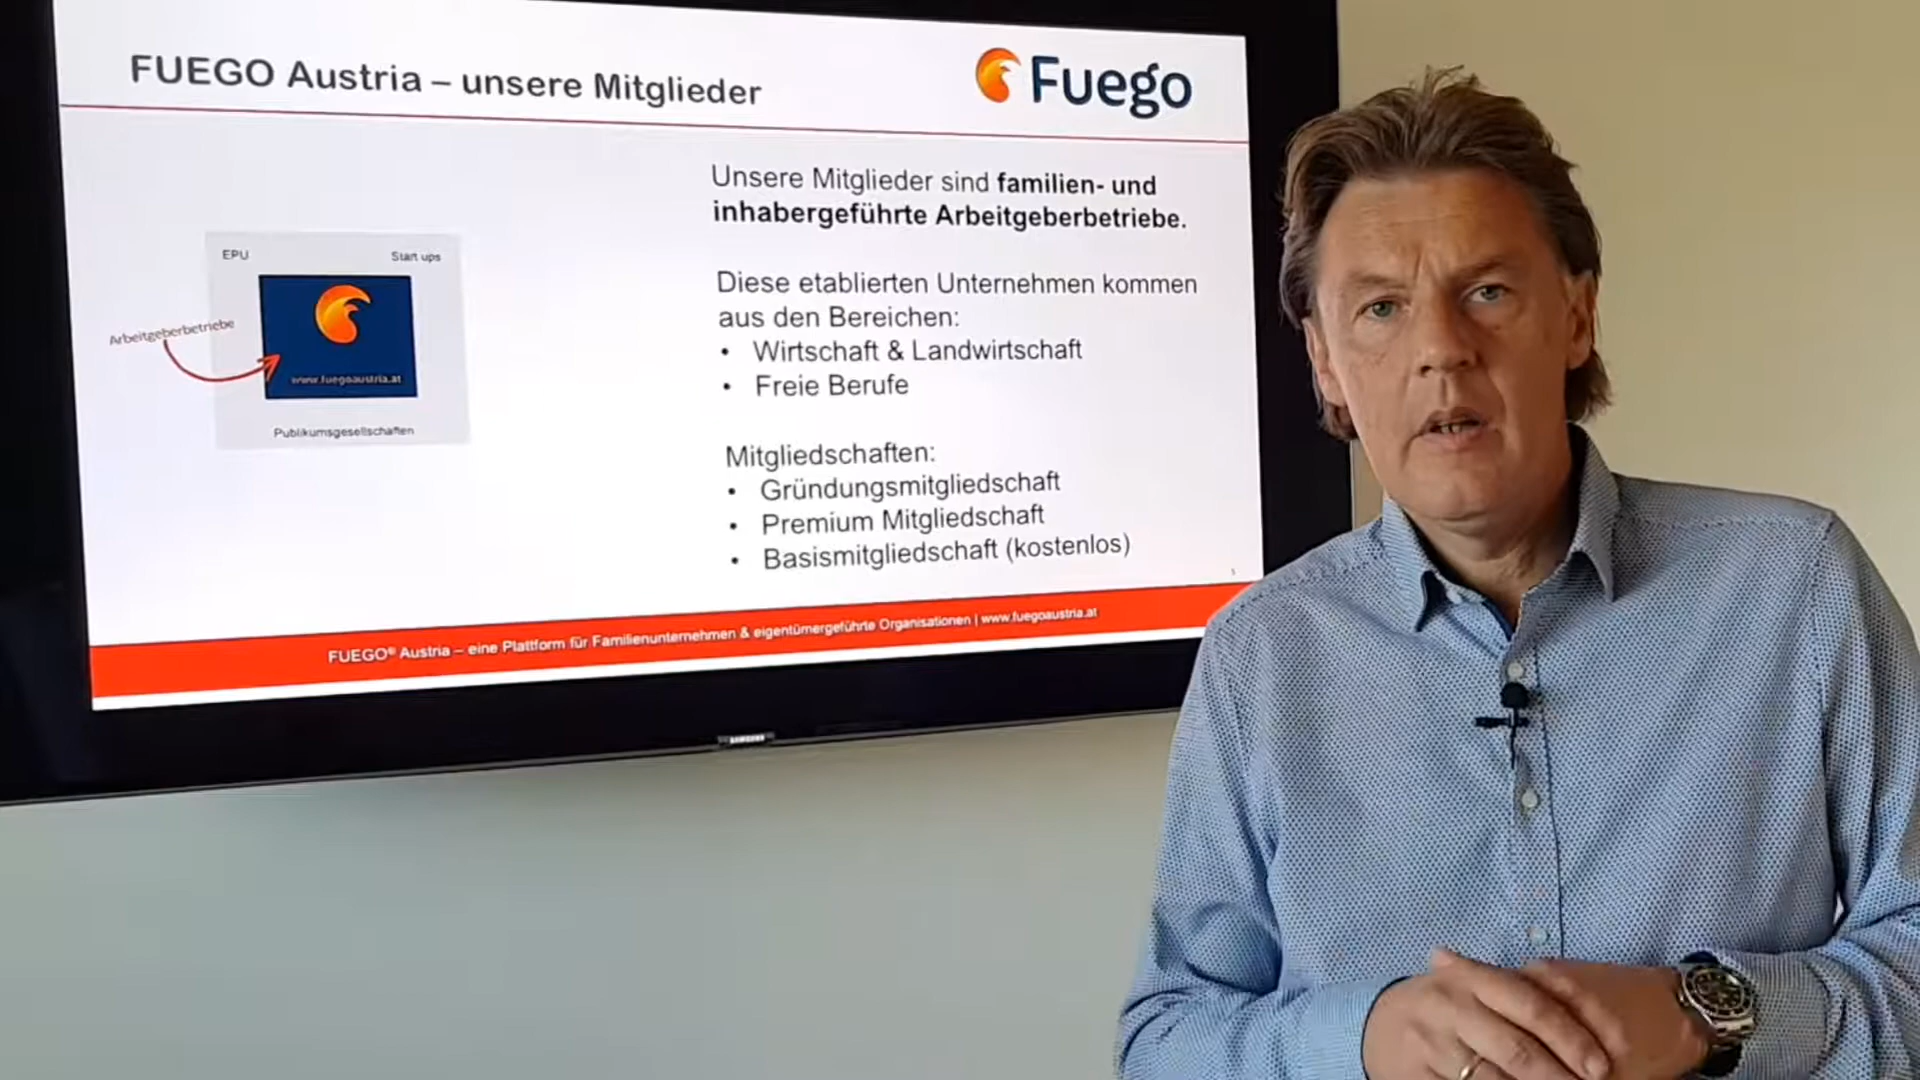 FUEGO Austria – unsere Mitglieder
Fuego
Unsere Mitglieder sind familien- und
inhabergeführte Arbeitgeberbetriebe.
Diese etablierten Unternehmen kommen
aus den Bereichen:
• Wirtschaft & Landwirtschaft
• Freie Berufe
Mitgliedschaften:
• Gründungsmitgliedschaft
• Premium Mitgliedschaft
• Basismitgliedschaft (kostenlos)
EPU
Start ups
Arbeitgeberbetriebe
www.fuegoaustria.at
Publikumsgesellschaften
FUEGO® Austria – eine Plattform für Familienunternehmen & eigentümergeführte Organisationen | www.fuegoaustria.at
SAMSUNG